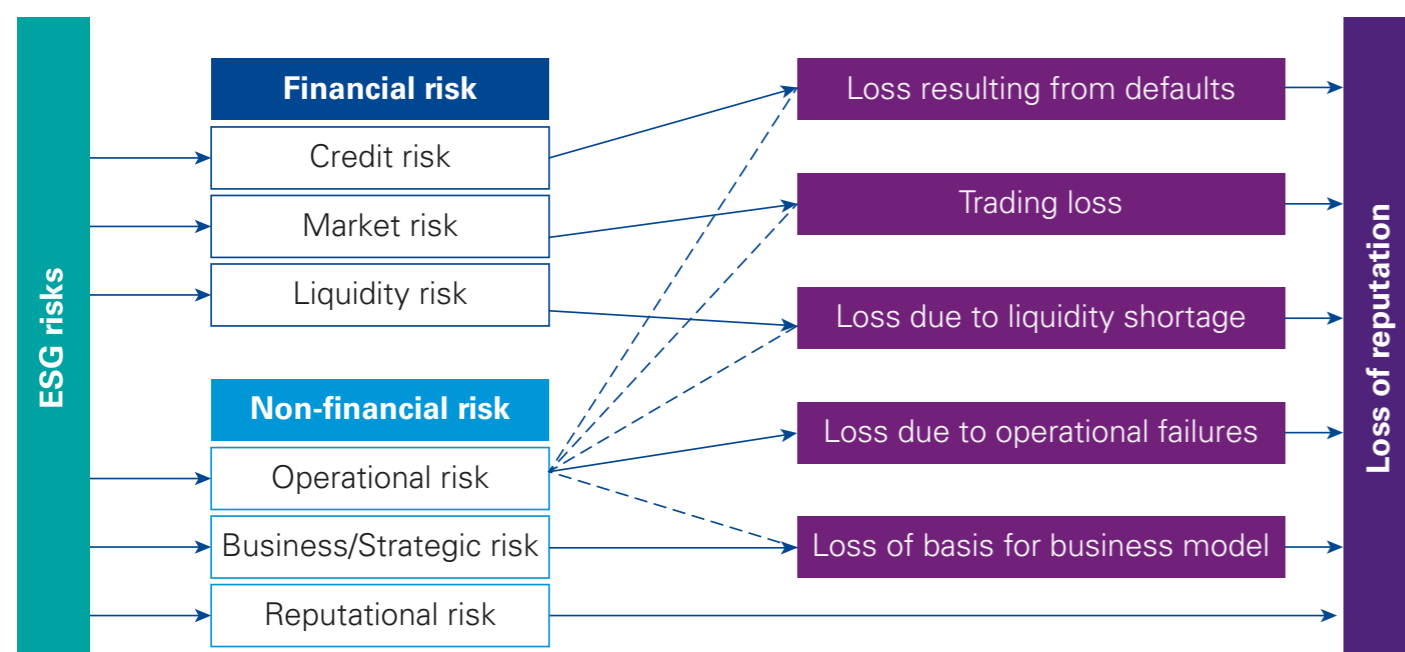 ESG risks
Financial risk
Credit risk
Market risk
Liquidity risk
Non-financial risk
Operational risk
Business/Strategic risk
Reputational risk
Loss resulting from defaults
Trading loss
Loss due to liquidity shortage
Loss due to operational failures
Loss of basis for business model
Loss of reputation